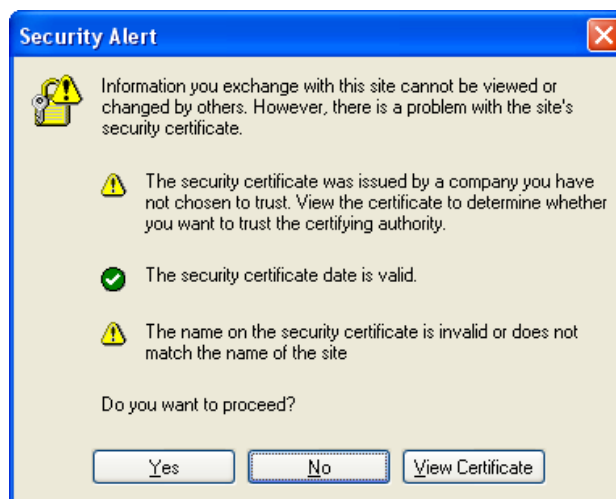 Security Alert
Information you exchange with this site cannot be viewed or
changed by others. However, there is a problem with the site's
security certificate.
The security certificate was issued by a company you have
not chosen to trust. View the certificate to determine whether
you want to trust the certifying authority.
The security certificate date is valid.
The name on the security certificate is invalid or does not
match the name of the site
Do you want to proceed?
Yes No View Certificate